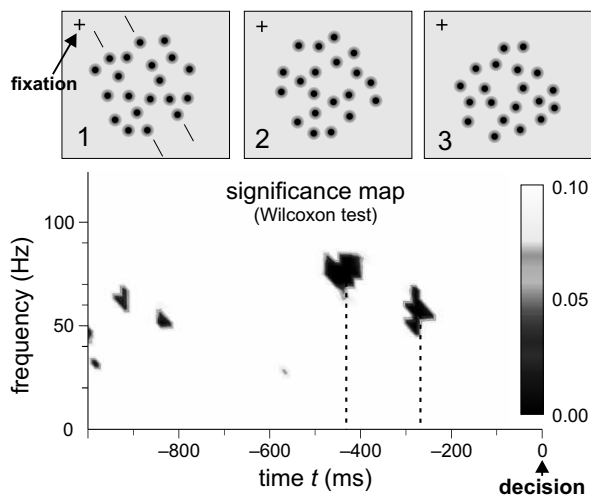 +
fixation
1
+
2
+
3
significance map
(Wilcoxon test)
frequency (Hz)
100
50
0
–800
–600
–400
–200
0
time t (ms)
decision
0.10
0.05
0.00